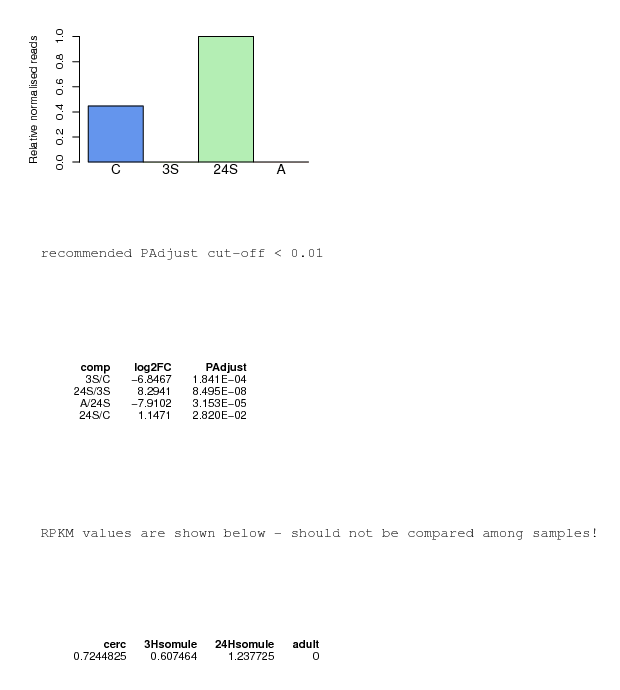 Relative normalised reads
1.0
0.8
0.6
0.4
0.2
0.0
C 3S 24S A
recommended PAdjust cut-off < 0.01
comp log2FC PAdjust
3S/C −6.8467 1.841E−04
24S/3S 8.2941 8.495E−08
A/24S −7.9102 3.153E−05
24S/C 1.1471 2.820E−02
RPKM values are shown below - should not be compared among samples!
cerc 3Hsomule 24Hsomule adult
0.7244825 0.607464 1.237725 0